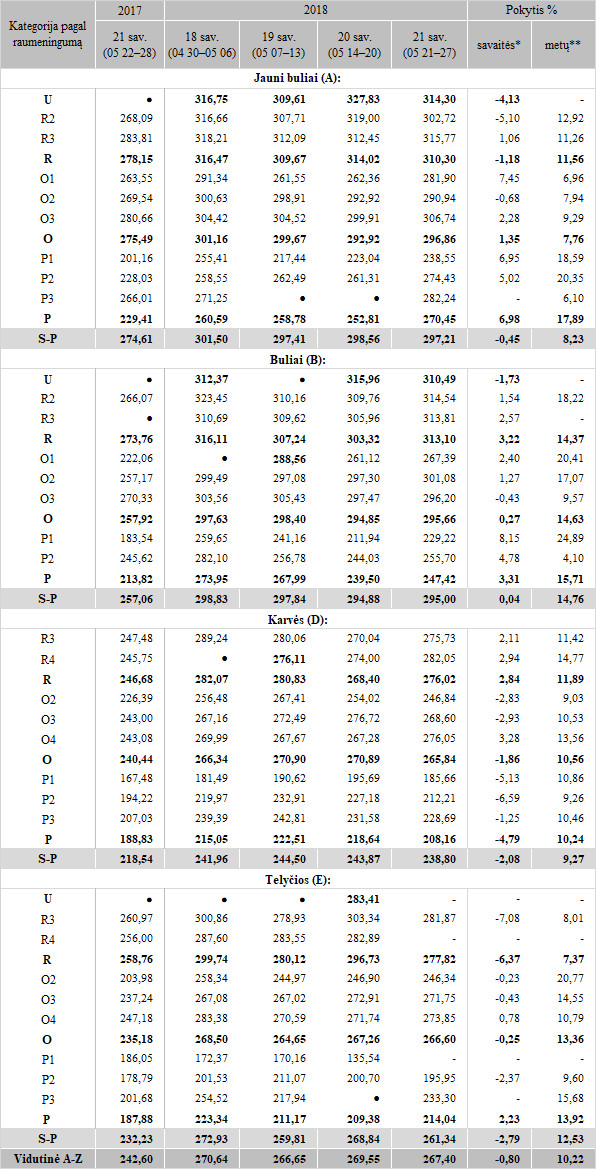 Kategorija pagal raumeningumą 2017 2018 Pokytis %
21 sav. (05 22–28) 18 sav. (04 30–05 06) 19 sav. (05 07–13) 20 sav. (05 14–20) 21 sav. (05 21–27) savaitės* metų**
Jauni buliai (A):
U ● 316,75 309,61 327,83 314,30 -4,13 -
R2 268,09 316,66 307,71 319,00 302,72 -5,10 12,92
R3 283,81 318,21 312,09 312,45 315,77 1,06 11,26
R 278,15 316,47 309,67 314,02 310,30 -1,18 11,56
O1 263,55 291,34 261,55 262,36 281,90 7,45 6,96
O2 269,54 300,63 298,91 292,92 290,94 -0,68 7,94
O3 280,66 304,42 304,52 299,91 306,74 2,28 9,29
O 275,49 301,16 299,67 292,92 296,86 1,35 7,76
P1 201,16 255,41 217,44 223,04 238,55 6,95 18,59
P2 228,03 258,55 262,49 261,31 274,43 5,02 20,35
P3 266,01 271,25 ● ● 282,24 - 6,10
P 229,41 260,59 258,78 252,81 270,45 6,98 17,89
S-P 274,61 301,50 297,41 298,56 297,21 -0,45 8,23
Buliai (B):
U ● 312,37 ● 315,96 310,49 -1,73 -
R2 266,07 323,45 310,16 309,76 314,54 1,54 18,22
R3 ● 310,69 309,62 305,96 313,81 2,57 -
R 273,76 316,11 307,24 303,32 313,10 3,22 14,37
O1 222,06 ● 288,56 261,12 267,39 2,40 20,41
O2 257,17 299,49 297,08 297,30 301,08 1,27 17,07
O3 270,33 303,56 305,43 297,47 296,20 -0,43 9,57
O 257,92 297,63 298,40 294,85 295,66 0,27 14,63
P1 183,54 259,65 241,16 211,94 229,22 8,15 24,89
P2 245,62 282,10 256,78 244,03 255,70 4,78 4,10
P 213,82 273,95 267,99 239,50 247,42 3,31 15,71
S-P 257,06 298,83 297,84 294,88 295,00 0,04 14,76
Karvės (D):
R3 247,48 289,24 280,06 270,04 275,73 2,11 11,42
R4 245,75 ● 276,11 274,00 282,05 2,94 14,77
R 246,68 282,07 280,83 268,40 276,02 2,84 11,89
O2 226,39 256,48 267,41 254,02 246,84 -2,83 9,03
O3 243,00 267,16 272,49 276,72 268,60 -2,93 10,53
O4 243,08 269,99 267,67 267,28 276,05 3,28 13,56
O 240,44 266,34 270,90 270,89 265,84 -1,86 10,56
P1 167,48 181,49 190,62 195,69 185,66 -5,13 10,86
P2 194,22 219,97 232,91 227,18 212,21 -6,59 9,26
P3 207,03 239,39 242,81 231,58 228,69 -1,25 10,46
P 188,83 215,05 222,51 218,64 208,16 -4,79 10,24
S-P 218,54 241,96 244,50 243,87 238,80 -2,08 9,27
Telyčios (E):
U ● ● ● 283,41 - - -
R3 260,97 300,86 278,93 303,34 281,87 -7,08 8,01
R4 256,00 287,60 283,55 282,89 - - -
R 258,76 299,74 280,12 296,73 277,82 -6,37 7,37
O2 203,98 258,34 244,97 246,90 246,34 -0,23 20,77
O3 237,24 267,08 267,02 272,91 271,75 -0,43 14,55
O4 247,18 283,38 270,59 271,74 273,85 0,78 10,79
O 235,18 268,50 264,65 267,26 266,60 -0,25 13,36
P1 186,05 172,37 170,16 135,54 - - -
P2 178,79 201,53 211,07 200,70 195,95 -2,37 9,60
P3 201,68 254,52 217,94 ● 233,30 - 15,68
P 187,88 223,34 211,17 209,38 214,04 2,23 13,92
S-P 232,23 272,93 259,81 268,84 261,34 -2,79 12,53
Vidutinė A-Z 242,60 270,64 266,65 269,55 267,40 -0,80 10,22